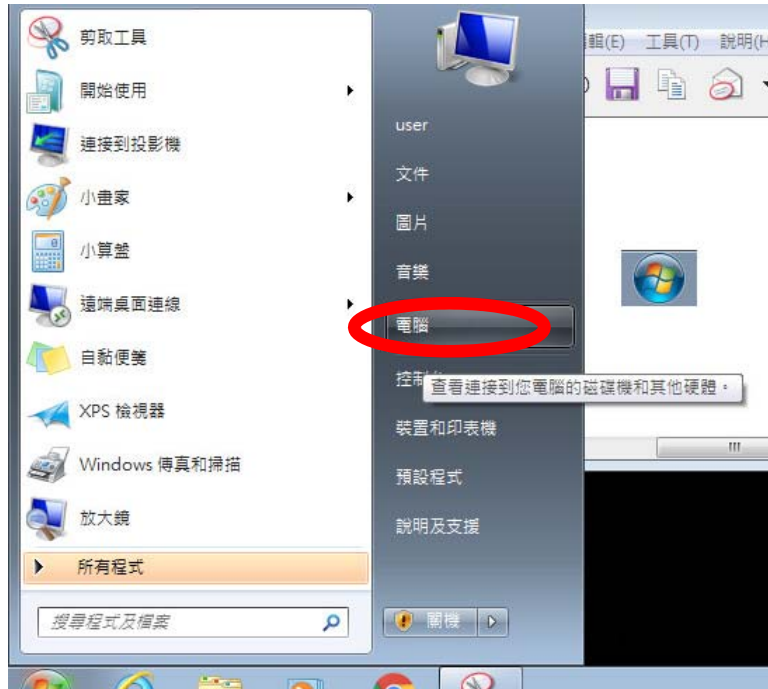 剪取工具
開始使用
連接到投影機
小畫家
小算盤
遠端桌面連線
自黏便箋
XPS 檢視器
Windows 傳真和掃描
放大鏡
所有程式
搜尋程式及檔案
user
文件
圖片
音樂
電腦
控制
查看連接到您電腦的磁碟機和其他硬體。
裝置和印表機
預設程式
說明及支援
關機
輯(E) 工具(T) 說明(H